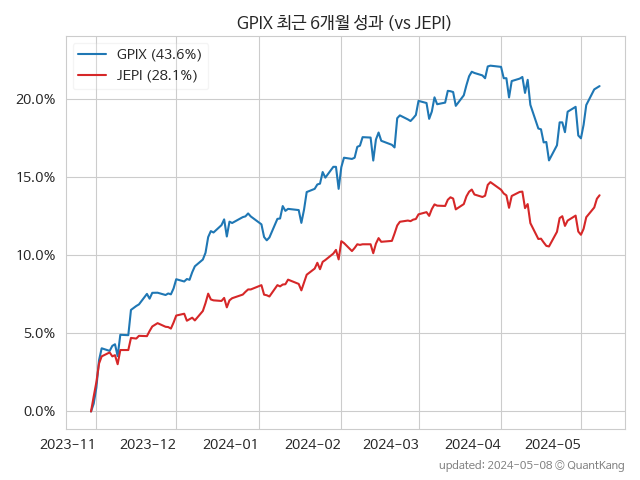 GPIX 최근 6개월 성과 (vs JEPI)
GPIX (43.6%)
JEPI (28.1%)
20.0%
15.0%
10.0%
5.0%
0.0%
2023-11 2023-12 2024-01 2024-02 2024-03 2024-04 2024-05
updated: 2024-05-08 © QuantKang